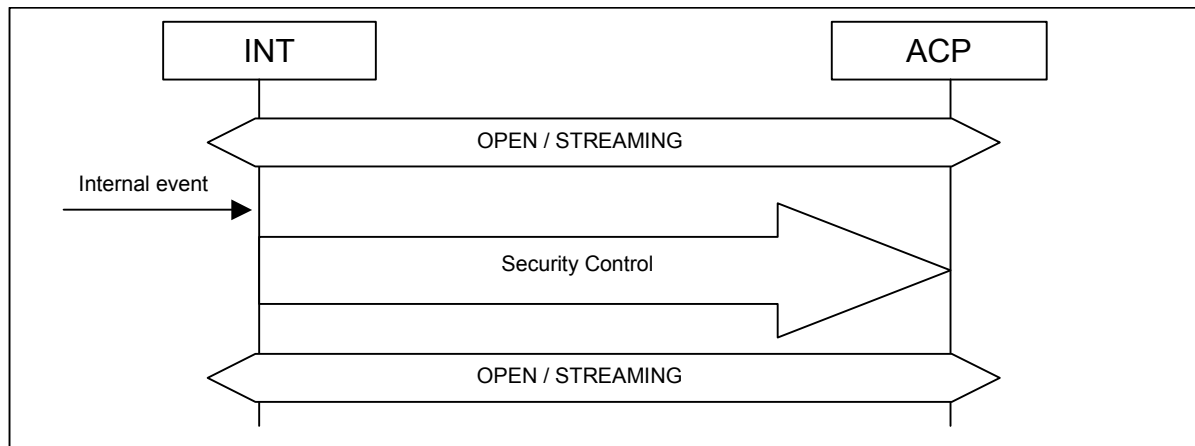 INT
ACP
OPEN / STREAMING
Internal event
Security Control
OPEN / STREAMING